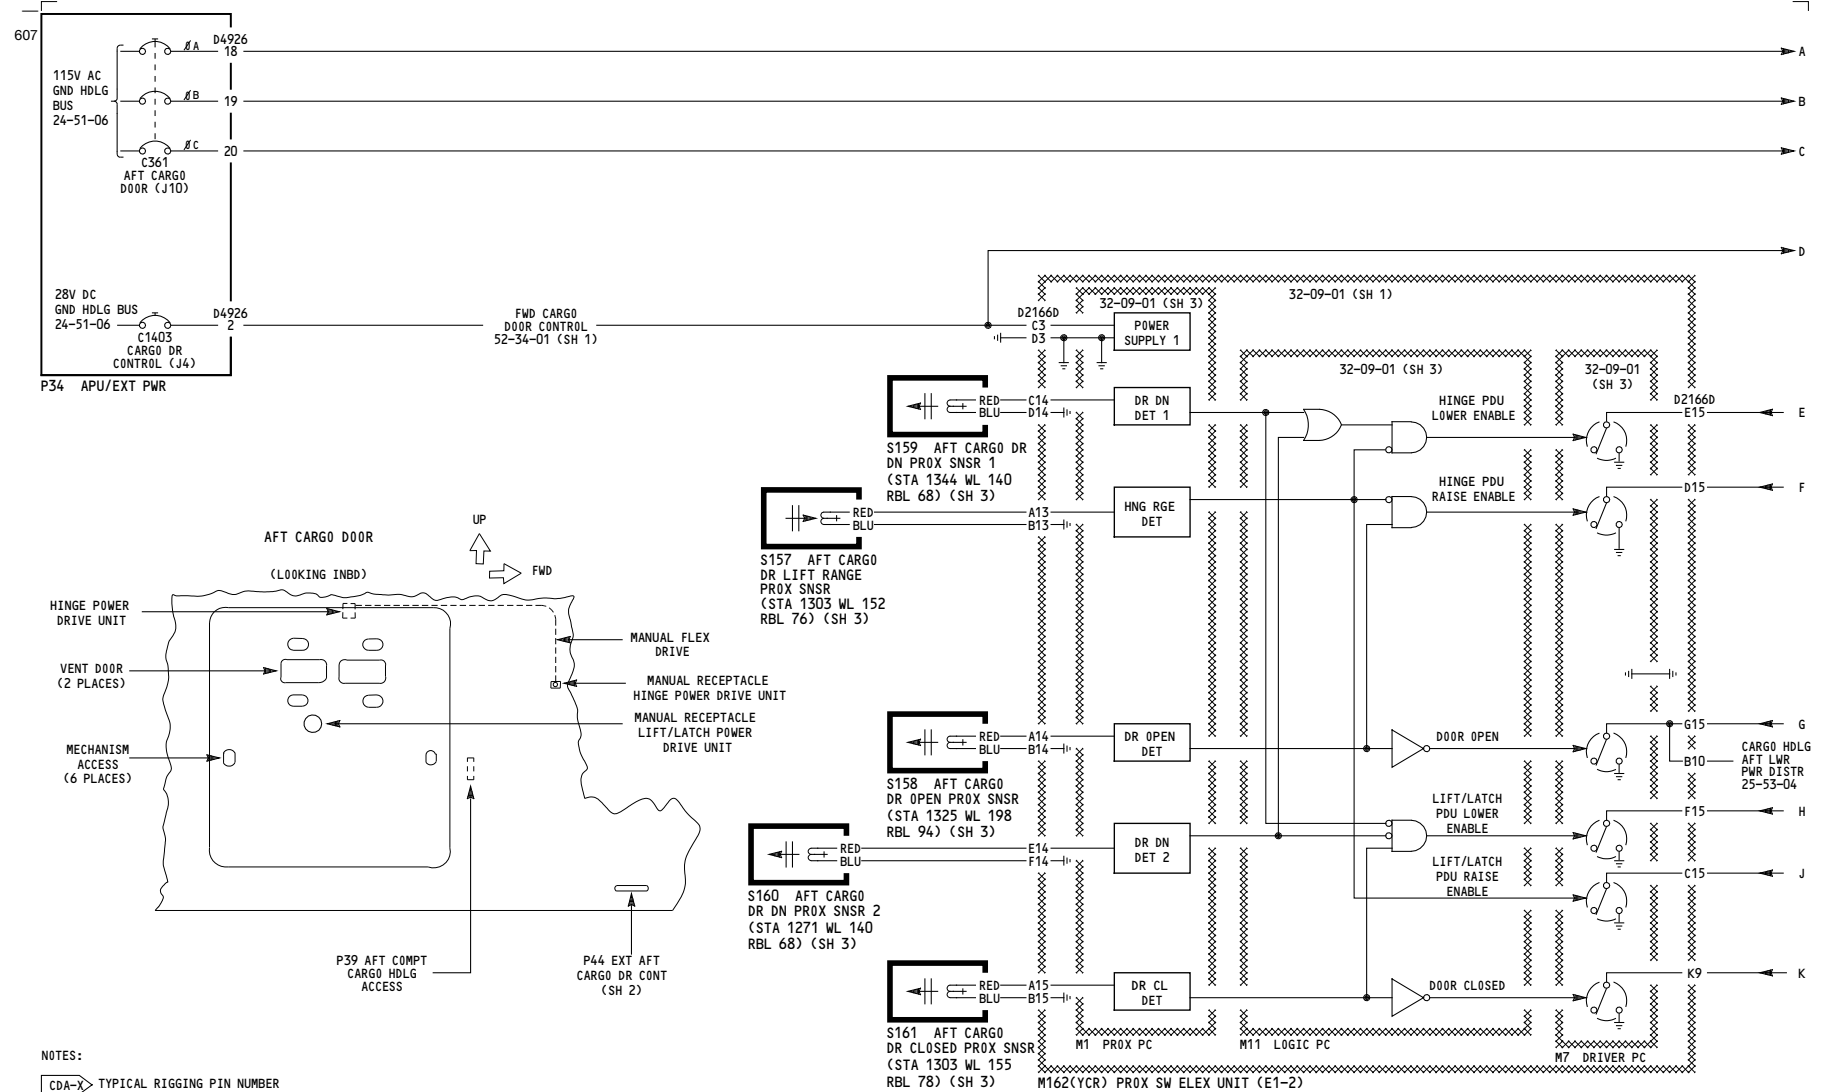 607
D4926
ØA
18
A
115V AC
GND HDLG
BUS
24-51-06
ØB
19
B
ØC
20
C
C361
AFT CARGO
DOOR (J10)
D
28V DC
GND HDLG BUS
24-51-06
D4926
2
C1403
CARGO DR
CONTROL (J4)
P34 APU/EXT PWR
FWD CARGO
DOOR CONTROL
52-34-01 (SH 1)
32-09-01 (SH 1)
32-09-01 (SH 3)
D2166D
C3
D3
POWER
SUPPLY 1
32-09-01 (SH 3)
32-09-01
(SH 3)
RED
BLU
C14
D14
DR DN
DET 1
HINGE PDU
LOWER ENABLE
D2166D
E15
E
S159 AFT CARGO DR
DN PROX SNSR 1
(STA 1344 WL 140
RBL 68) (SH 3)
RED
BLU
A13
B13
HNG RGE
DET
HINGE PDU
RAISE ENABLE
D15
F
S157 AFT CARGO
DR LIFT RANGE
PROX SNSR
(STA 1303 WL 152
RBL 76) (SH 3)
UP
FWD
AFT CARGO DOOR
(LOOKING INBD)
HINGE POWER
DRIVE UNIT
MANUAL FLEX
DRIVE
VENT DOOR
(2 PLACES)
MANUAL RECEPTACLE
HINGE POWER DRIVE UNIT
MANUAL RECEPTACLE
LIFT/LATCH POWER
DRIVE UNIT
MECHANISM
ACCESS
(6 PLACES)
P39 AFT COMPT
CARGO HDLG
ACCESS
P44 EXT AFT
CARGO DR CONT
(SH 2)
RED
BLU
A14
B14
DR OPEN
DET
DOOR OPEN
G15
G
B10
CARGO HDLG
AFT LWR
PWR DISTR
25-53-04
S158 AFT CARGO
DR OPEN PROX SNSR
(STA 1325 WL 198
RBL 94) (SH 3)
LIFT/LATCH
PDU LOWER
ENABLE
F15
H
RED
BLU
E14
F14
DR DN
DET 2
LIFT/LATCH
PDU RAISE
ENABLE
C15
J
S160 AFT CARGO
DR DN PROX SNSR 2
(STA 1271 WL 140
RBL 68) (SH 3)
RED
BLU
A15
B15
DR CL
DET
DOOR CLOSED
K9
K
S161 AFT CARGO
DR CLOSED PROX SNSR
(STA 1303 WL 155
RBL 78) (SH 3)
M1 PROX PC
M11 LOGIC PC
M7 DRIVER PC
M162(YCR) PROX SW ELEX UNIT (E1-2)
NOTES:
CDA-X TYPICAL RIGGING PIN NUMBER